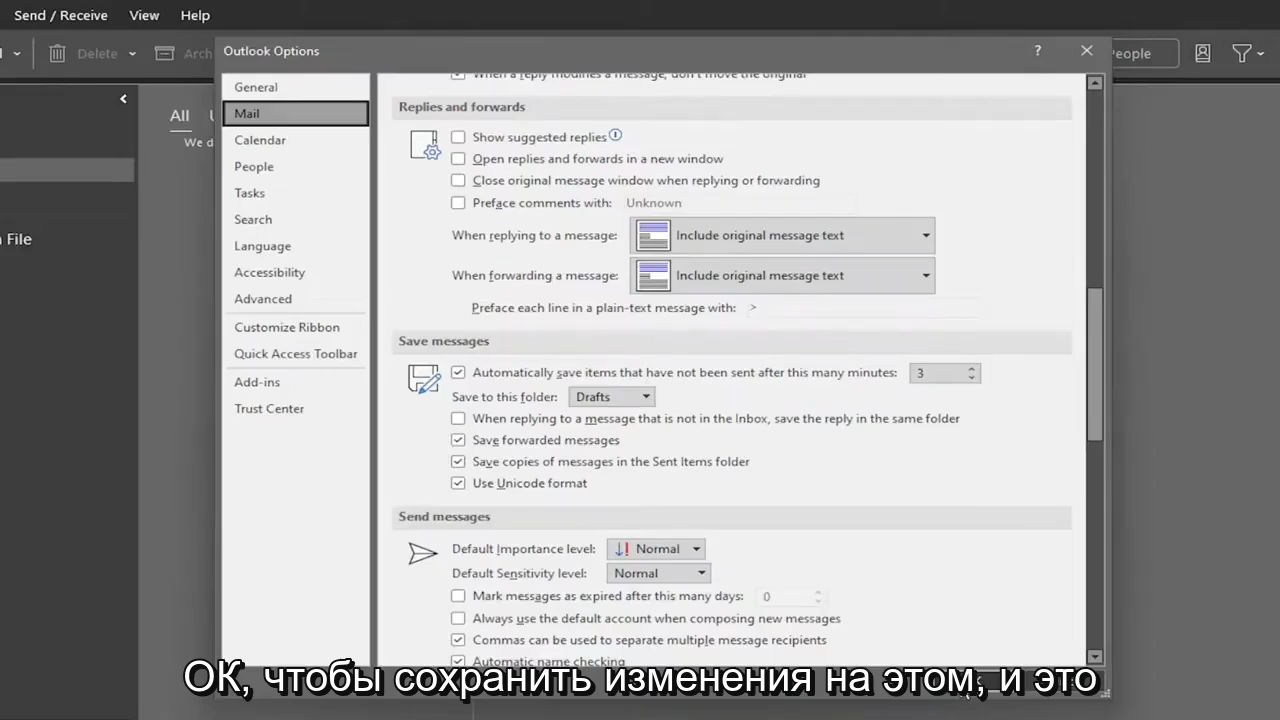 Send / Receive View Help
Delete Arch
Outlook Options ?
People
All
We d
File
General
Mail
Calendar
People
Tasks
Search
Language
Accessibility
Advanced
Customize Ribbon
Quick Access Toolbar
Add-ins
Trust Center
When a reply modifies a message, don't move the original
Replies and forwards
Show suggested replies
Open replies and forwards in a new window
Close original message window when replying or forwarding
Preface comments with: Unknown
When replying to a message: Include original message text
When forwarding a message: Include original message text
Preface each line in a plain-text message with: >
Save messages
Automatically save items that have not been sent after this many minutes: 3
Save to this folder: Drafts
When replying to a message that is not in the Inbox, save the reply in the same folder
Save forwarded messages
Save copies of messages in the Sent Items folder
Use Unicode format
Send messages
Default Importance level: Normal
Default Sensitivity level: Normal
Mark messages as expired after this many days: 0
Always use the default account when composing new messages
Commas can be used to separate multiple message recipients
Automatic name checking
ОК, чтобы сохранить изменения на этом, и это